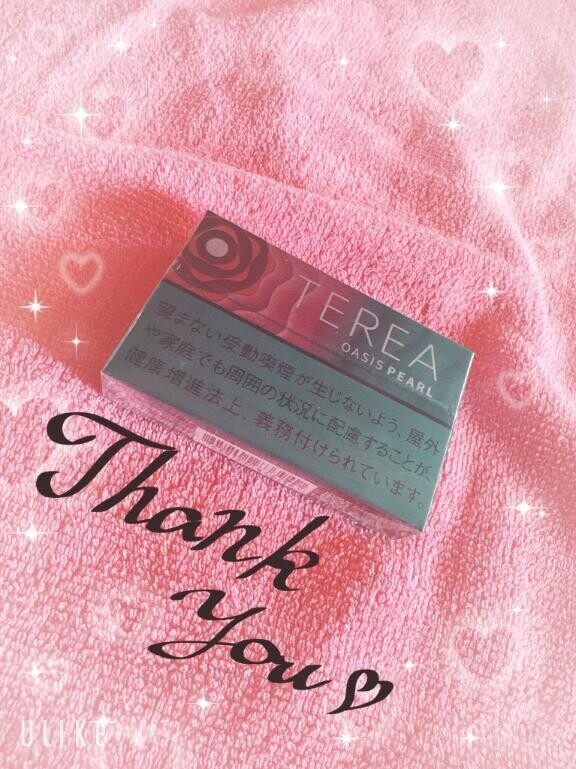 TEREA
OASIS PEARL
望まない受動喫煙が生じないよう、屋外
や家庭でも周囲の状況に配慮することが、
健康増進法上、義務付けられています。
Thank
You
ULIKE